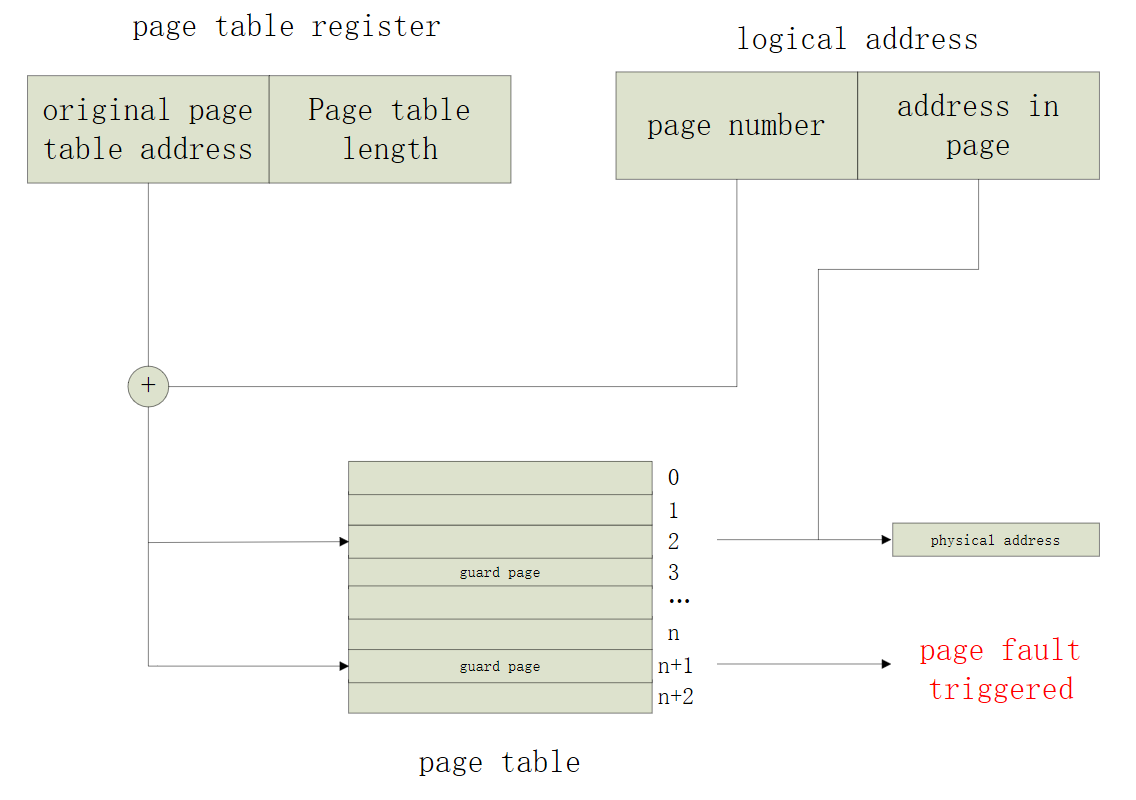 page table register
logical address
original page
table address
Page table
length
page number
address in
page
+
0
1
2
guard page
3
…
n
guard page
n+1
n+2
physical address
page fault
triggered
page table